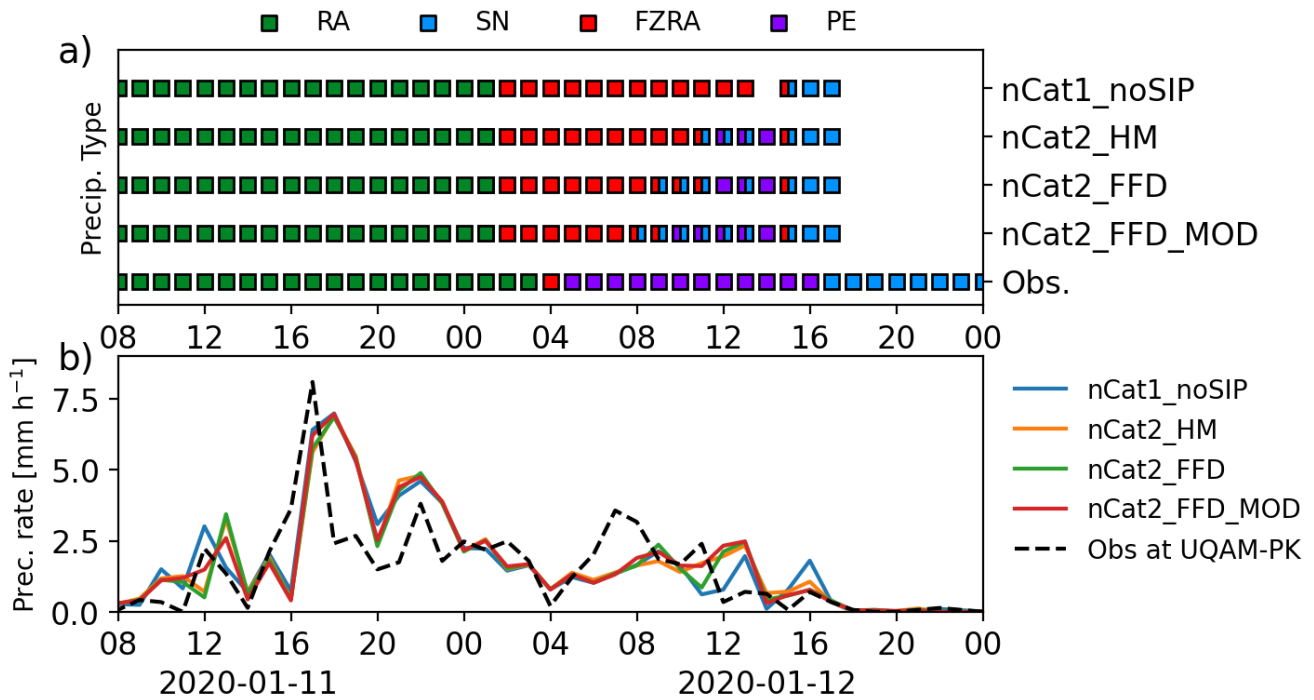 RA SN FZRA PE
a)
Precip. Type
nCat1_noSIP
nCat2_HM
nCat2_FFD
nCat2_FFD_MOD
Obs.
08 12 16 20 00 04 08 12 16 20 00
b)
Prec. rate [mm h⁻¹]
7.5
5.0
2.5
0.0
08 12 16 20 00 04 08 12 16 20 00
2020-01-11 2020-01-12
nCat1_noSIP
nCat2_HM
nCat2_FFD
nCat2_FFD_MOD
Obs at UQAM-PK